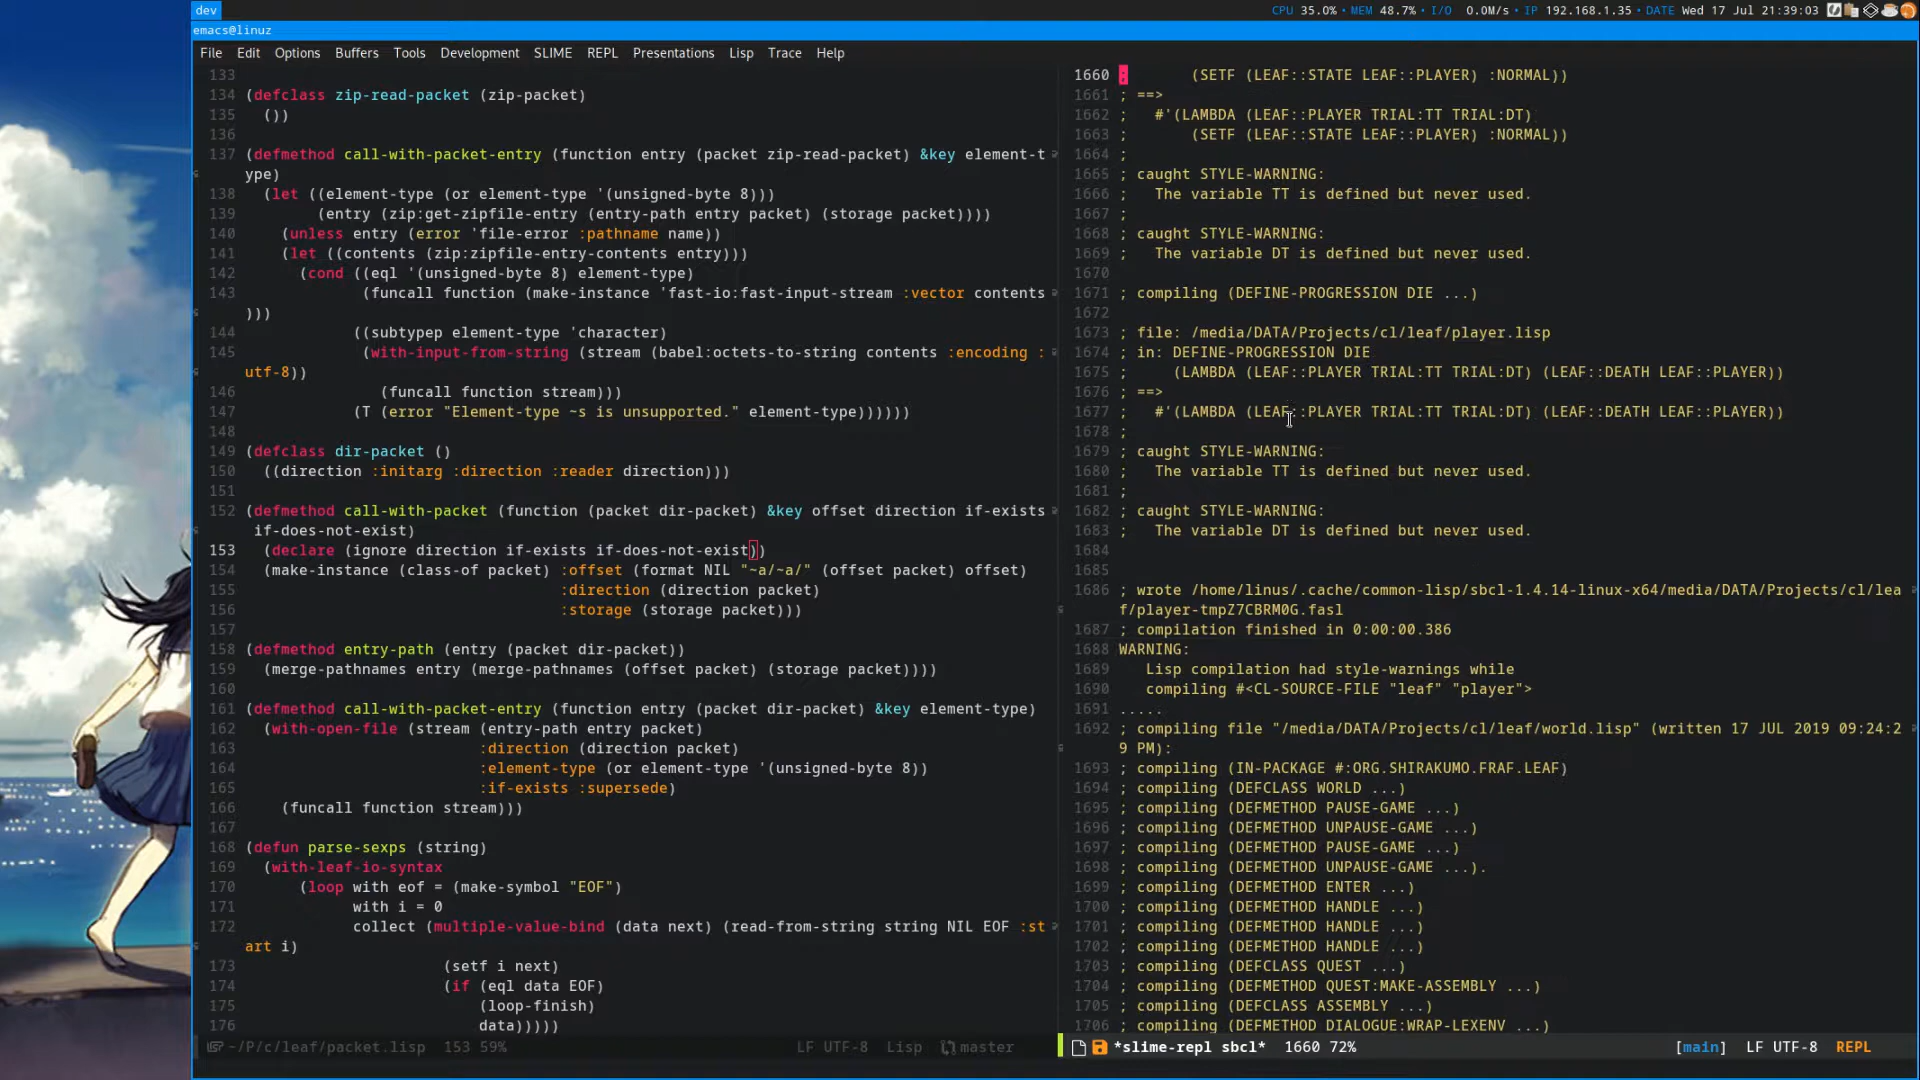 dev
CPU 35.0% · MEM 48.7% · I/O 0.0M/s · IP 192.168.1.35 · DATE Wed 17 Jul 21:39:03
emacs@linuz
File Edit Options Buffers Tools Development SLIME REPL Presentations Lisp Trace Help
133
134 (defclass zip-read-packet (zip-packet)
135   ())
136
137 (defmethod call-with-packet-entry (function entry (packet zip-read-packet) &key element-t
ype)
138   (let ((element-type (or element-type '(unsigned-byte 8)))
139         (entry (zip:get-zipfile-entry (entry-path entry packet) (storage packet))))
140     (unless entry (error 'file-error :pathname name))
141     (let ((contents (zip:zipfile-entry-contents entry)))
142       (cond ((eql '(unsigned-byte 8) element-type)
143              (funcall function (make-instance 'fast-io:fast-input-stream :vector contents
)))
144             ((subtypep element-type 'character)
145              (with-input-from-string (stream (babel:octets-to-string contents :encoding :
utf-8))
146                (funcall function stream)))
147             (T (error "Element-type ~s is unsupported." element-type))))))
148
149 (defclass dir-packet ()
150   ((direction :initarg :direction :reader direction)))
151
152 (defmethod call-with-packet (function (packet dir-packet) &key offset direction if-exists
 if-does-not-exist)
153   (declare (ignore direction if-exists if-does-not-exist))
154   (make-instance (class-of packet) :offset (format NIL "~a/~a/" (offset packet) offset)
155                                    :direction (direction packet)
156                                    :storage (storage packet)))
157
158 (defmethod entry-path (entry (packet dir-packet))
159   (merge-pathnames entry (merge-pathnames (offset packet) (storage packet))))
160
161 (defmethod call-with-packet-entry (function entry (packet dir-packet) &key element-type)
162   (with-open-file (stream (entry-path entry packet)
163                           :direction (direction packet)
164                           :element-type (or element-type '(unsigned-byte 8))
165                           :if-exists :supersede)
166     (funcall function stream)))
167
168 (defun parse-sexps (string)
169   (with-leaf-io-syntax
170       (loop with eof = (make-symbol "EOF")
171             with i = 0
172             collect (multiple-value-bind (data next) (read-from-string string NIL EOF :st
art i)
173                       (setf i next)
174                       (if (eql data EOF)
175                           (loop-finish)
176                           data)))))
~/P/c/leaf/packet.lisp 153 59% LF UTF-8 Lisp master
1660 ;       (SETF (LEAF::STATE LEAF::PLAYER) :NORMAL))
1661 ; ==>
1662 ;   #'(LAMBDA (LEAF::PLAYER TRIAL:TT TRIAL:DT)
1663 ;       (SETF (LEAF::STATE LEAF::PLAYER) :NORMAL))
1664 ;
1665 ; caught STYLE-WARNING:
1666 ;   The variable TT is defined but never used.
1667 ;
1668 ; caught STYLE-WARNING:
1669 ;   The variable DT is defined but never used.
1670
1671 ; compiling (DEFINE-PROGRESSION DIE ...)
1672
1673 ; file: /media/DATA/Projects/cl/leaf/player.lisp
1674 ; in: DEFINE-PROGRESSION DIE
1675 ;     (LAMBDA (LEAF::PLAYER TRIAL:TT TRIAL:DT) (LEAF::DEATH LEAF::PLAYER))
1676 ; ==>
1677 ;   #'(LAMBDA (LEAF::PLAYER TRIAL:TT TRIAL:DT) (LEAF::DEATH LEAF::PLAYER))
1678 ;
1679 ; caught STYLE-WARNING:
1680 ;   The variable TT is defined but never used.
1681 ;
1682 ; caught STYLE-WARNING:
1683 ;   The variable DT is defined but never used.
1684
1685
1686 ; wrote /home/linus/.cache/common-lisp/sbcl-1.4.14-linux-x64/media/DATA/Projects/cl/lea
f/player-tmpZ7CBRM0G.fasl
1687 ; compilation finished in 0:00:00.386
1688 WARNING:
1689    Lisp compilation had style-warnings while
1690    compiling #<CL-SOURCE-FILE "leaf" "player">
1691 .....
1692 ; compiling file "/media/DATA/Projects/cl/leaf/world.lisp" (written 17 JUL 2019 09:24:2
9 PM):
1693 ; compiling (IN-PACKAGE #:ORG.SHIRAKUMO.FRAF.LEAF)
1694 ; compiling (DEFCLASS WORLD ...)
1695 ; compiling (DEFMETHOD PAUSE-GAME ...)
1696 ; compiling (DEFMETHOD UNPAUSE-GAME ...)
1697 ; compiling (DEFMETHOD PAUSE-GAME ...)
1698 ; compiling (DEFMETHOD UNPAUSE-GAME ...).
1699 ; compiling (DEFMETHOD ENTER ...)
1700 ; compiling (DEFMETHOD HANDLE ...)
1701 ; compiling (DEFMETHOD HANDLE ...)
1702 ; compiling (DEFMETHOD HANDLE ...)
1703 ; compiling (DEFCLASS QUEST ...)
1704 ; compiling (DEFMETHOD QUEST:MAKE-ASSEMBLY ...)
1705 ; compiling (DEFCLASS ASSEMBLY ...)
1706 ; compiling (DEFMETHOD DIALOGUE:WRAP-LEXENV ...)
*slime-repl sbcl* 1660 72% [main] LF UTF-8 REPL